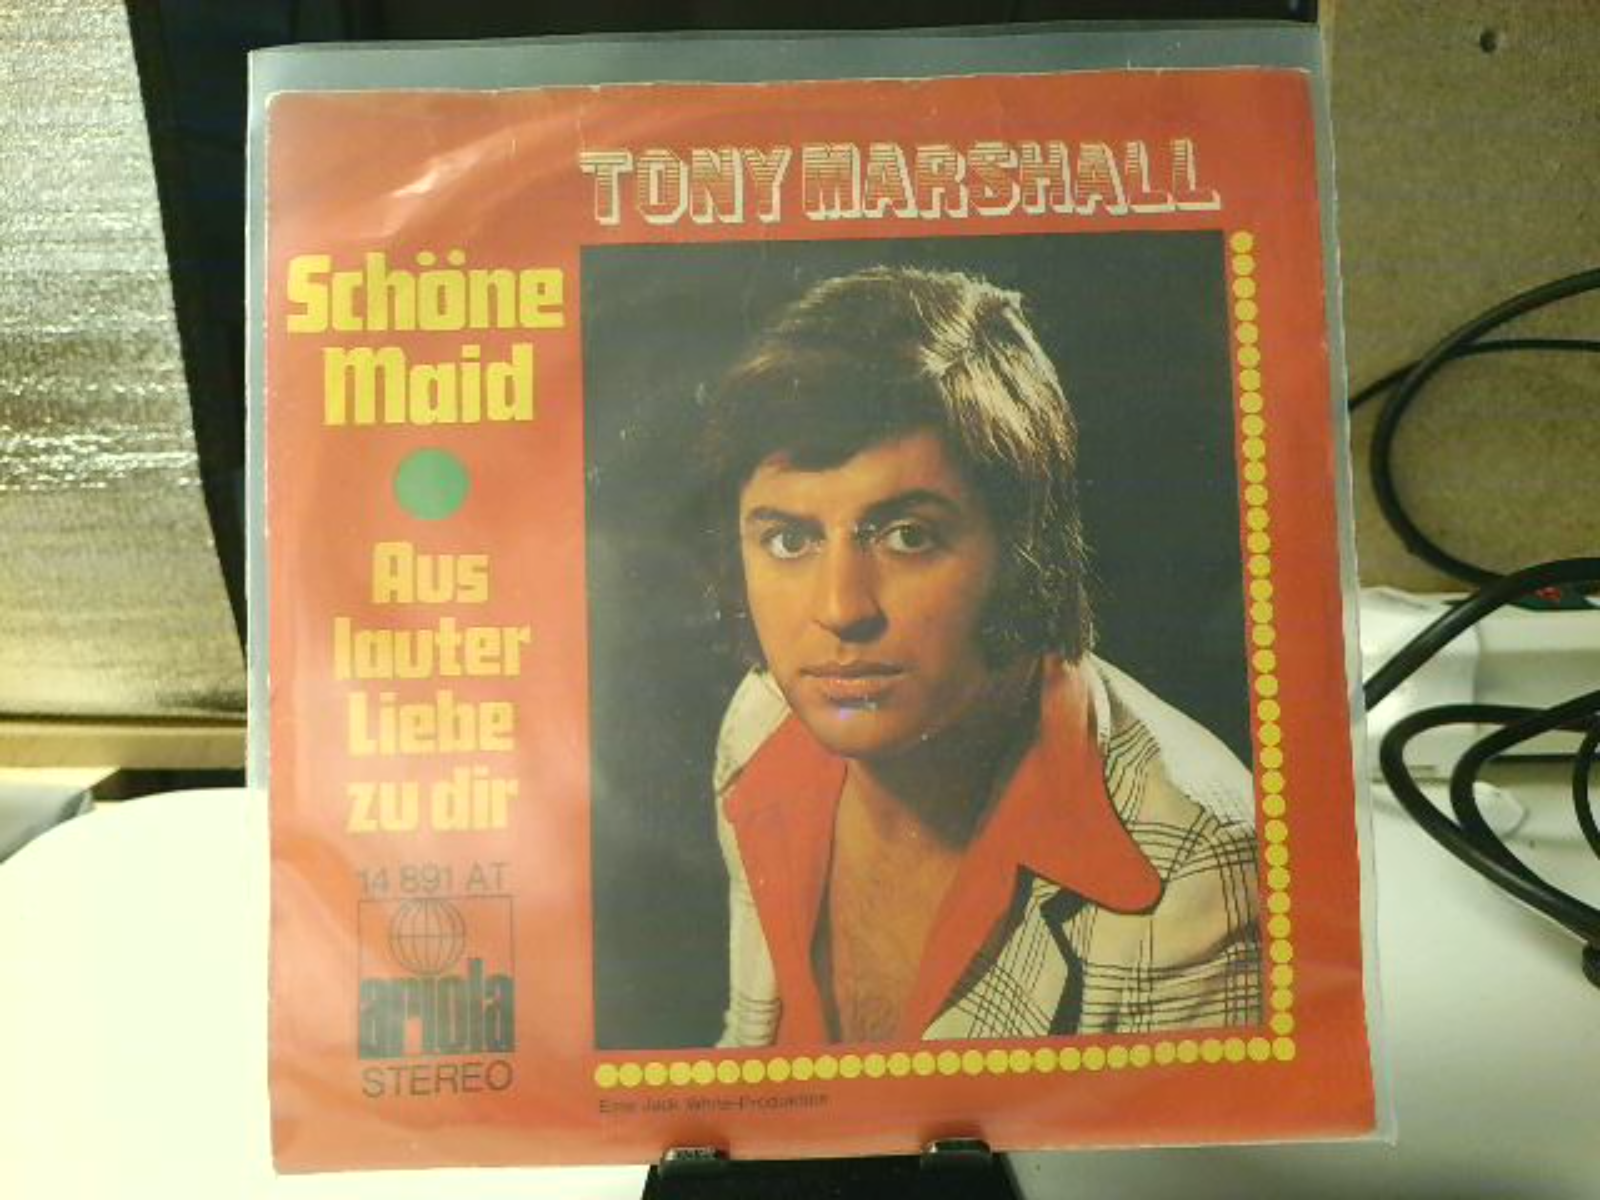 TONY MARSHALL
Schöne
Maid
Aus
lauter
Liebe
zu dir
14 891 AT
ariola
STEREO
Eine Jack White-Produktion